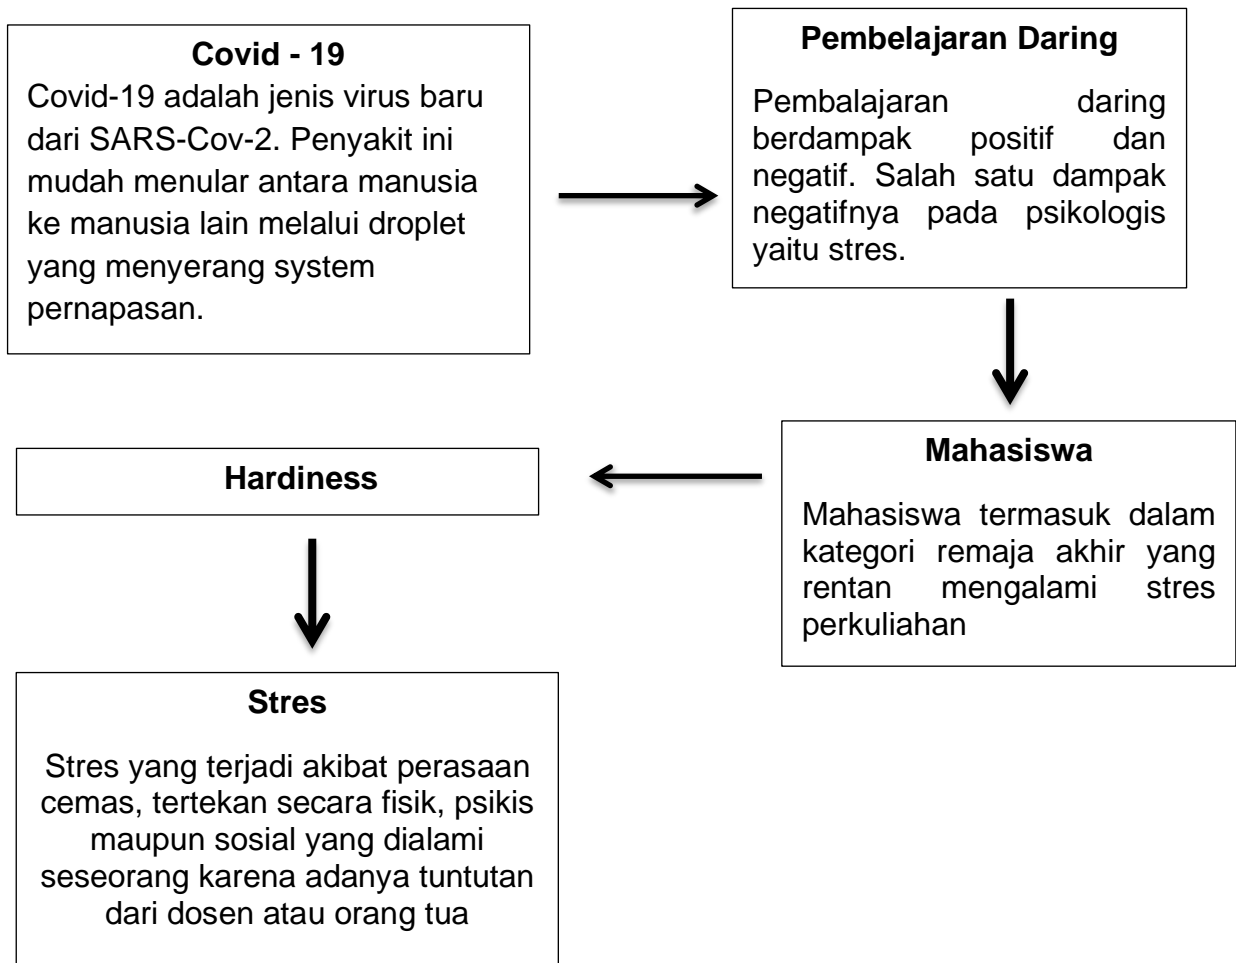 Covid - 19
Covid-19 adalah jenis virus baru
dari SARS-Cov-2. Penyakit ini
mudah menular antara manusia
ke manusia lain melalui droplet
yang menyerang system
pernapasan.
Pembelajaran Daring
Pembalajaran daring
berdampak positif dan
negatif. Salah satu dampak
negatifnya pada psikologis
yaitu stres.
Mahasiswa
Mahasiswa termasuk dalam
kategori remaja akhir yang
rentan mengalami stres
perkuliahan
Hardiness
Stres
Stres yang terjadi akibat perasaan
cemas, tertekan secara fisik, psikis
maupun sosial yang dialami
seseorang karena adanya tuntutan
dari dosen atau orang tua